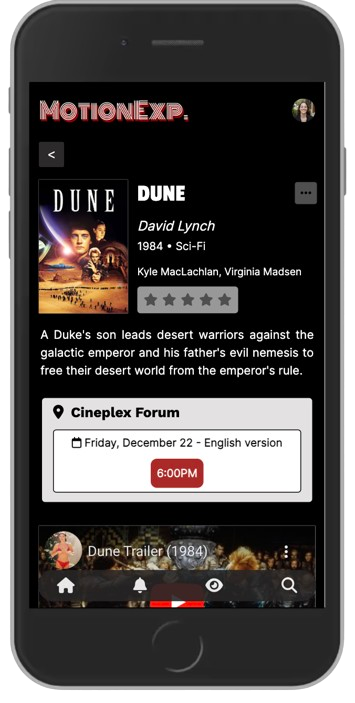 MOTIONEXP.
<
DUNE
DUNE
...
David Lynch
1984 • Sci-Fi
Kyle MacLachlan, Virginia Madsen
A Duke's son leads desert warriors against the
galactic emperor and his father's evil nemesis to
free their desert world from the emperor's rule.
Cineplex Forum
Friday, December 22 - English version
6:00PM
Dune Trailer (1984)